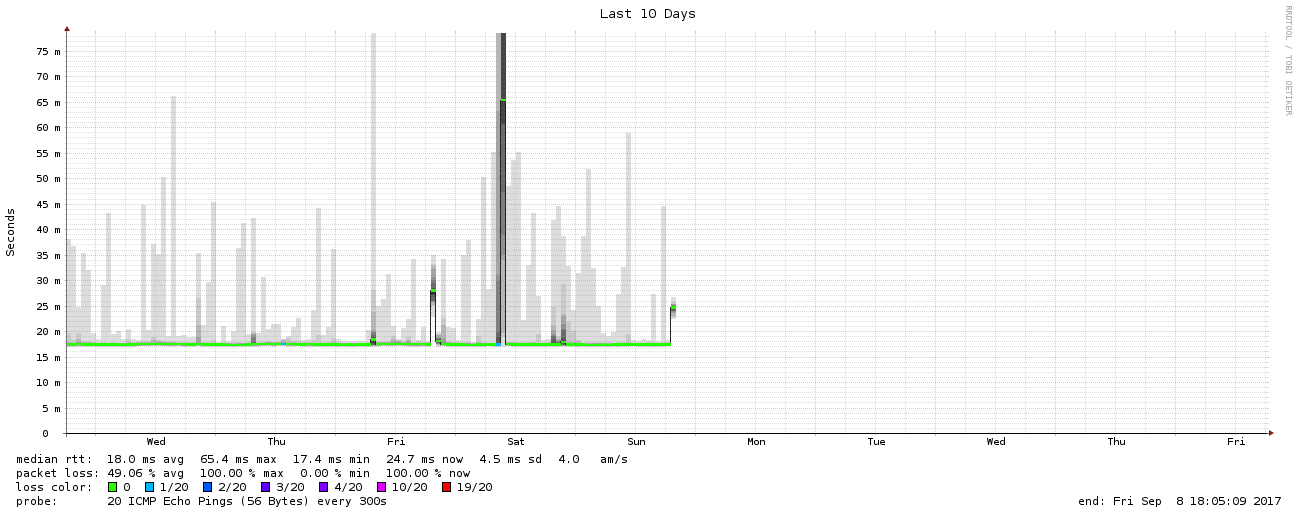 Last 10 Days
RRDTOOL / TOBI OETIKER
Seconds
75 m
70 m
65 m
60 m
55 m
50 m
45 m
40 m
35 m
30 m
25 m
20 m
15 m
10 m
5 m
0
Wed Thu Fri Sat Sun Mon Tue Wed Thu Fri
median rtt: 18.0 ms avg 65.4 ms max 17.4 ms min 24.7 ms now 4.5 ms sd 4.0 am/s
packet loss: 49.06 % avg 100.00 % max 0.00 % min 100.00 % now
loss color: 0 1/20 2/20 3/20 4/20 10/20 19/20
probe: 20 ICMP Echo Pings (56 Bytes) every 300s end: Fri Sep 8 18:05:09 2017